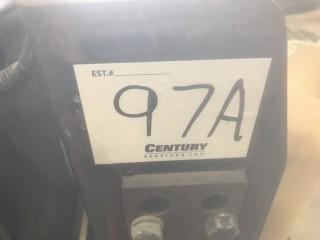 EST.#
97A
CENTURY
SERVICES INC